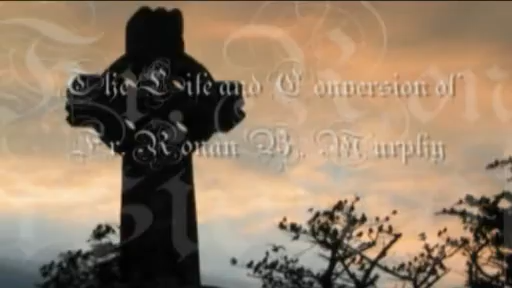 The Life and Conversion of
Fr. Ronan B. Murphy